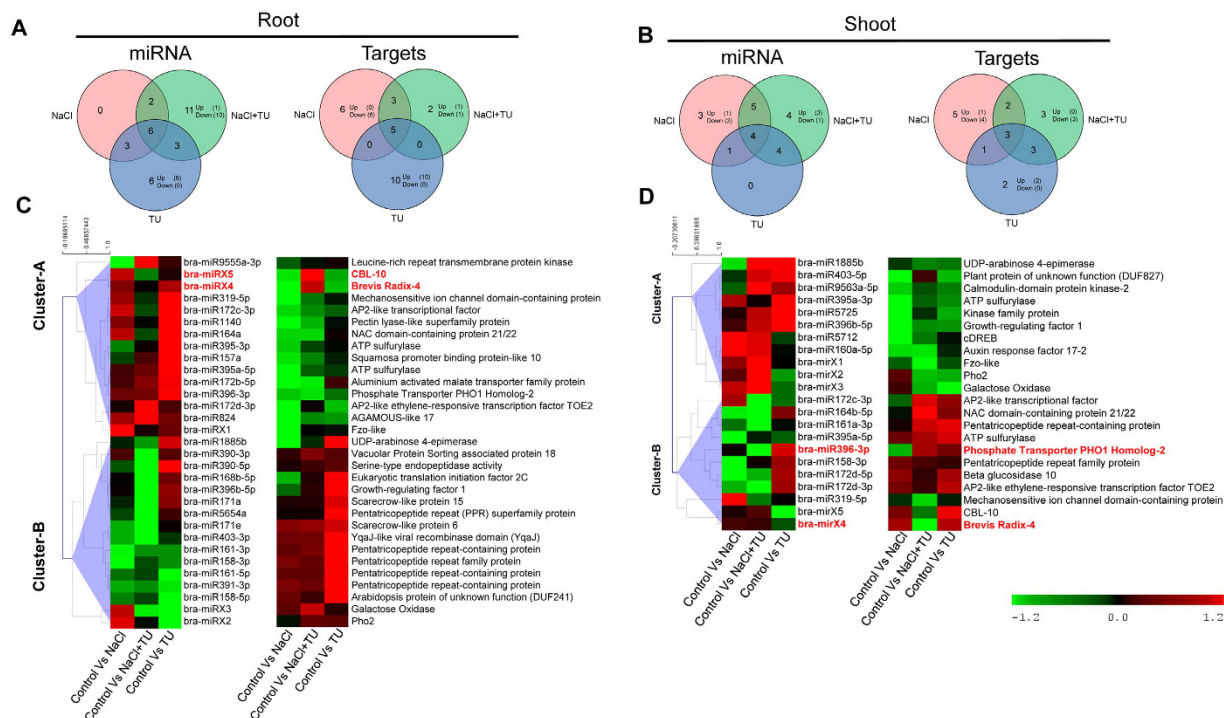 A
Root
miRNA
Targets
NaCl
NaCl+TU
TU
0
2
11 Up (1)
Down (10)
6
3
3
6 Up (6)
Down (0)
NaCl
NaCl+TU
6 Up (0)
Down (6)
3
2 Up (1)
Down (1)
5
0
0
10 Up (10)
Down (0)
B
Shoot
miRNA
Targets
NaCl
NaCl+TU
TU
3 Up (1)
Down (2)
5
4 Up (3)
Down (1)
4
1
4
0
NaCl
NaCl+TU
TU
5 Up (1)
Down (4)
2
3 Up (0)
Down (3)
3
1
3
2 Up (2)
Down (0)
C
1.0
Cluster-A
Cluster-B
bra-miR9555a-3p
bra-miRX5
bra-miRX4
bra-miR319-5p
bra-miR172c-3p
bra-miR1140
bra-miR164a
bra-miR395-3p
bra-miR157a
bra-miR395a-5p
bra-miR172b-5p
bra-miR396-3p
bra-miR172d-3p
bra-miR824
bra-miRX1
bra-miR1885b
bra-miR390-3p
bra-miR390-5p
bra-miR168b-5p
bra-miR396b-5p
bra-miR171a
bra-miR5654a
bra-miR171e
bra-miR403-3p
bra-miR161-3p
bra-miR158-3p
bra-miR161-5p
bra-miR391-3p
bra-miR158-5p
bra-miRX3
bra-miRX2
Leucine-rich repeat transmembrane protein kinase
CBL-10
Brevis Radix-4
Mechanosensitive ion channel domain-containing protein
AP2-like transcriptional factor
Pectin lyase-like superfamily protein
NAC domain-containing protein 21/22
ATP sulfurylase
Squamosa promoter binding protein-like 10
ATP sulfurylase
Aluminium activated malate transporter family protein
Phosphate Transporter PHO1 Homolog-2
AP2-like ethylene-responsive transcription factor TOE2
AGAMOUS-like 17
Fzo-like
UDP-arabinose 4-epimerase
Vacuolar Protein Sorting associated protein 18
Serine-type endopeptidase activity
Eukaryotic translation initiation factor 2C
Growth-regulating factor 1
Scarecrow-like protein 15
Pentatricopeptide repeat (PPR) superfamily protein
Scarecrow-like protein 6
YqaJ-like viral recombinase domain (YqaJ)
Pentatricopeptide repeat-containing protein
Pentatricopeptide repeat family protein
Pentatricopeptide repeat-containing protein
Pentatricopeptide repeat-containing protein
Arabidopsis protein of unknown function (DUF241)
Galactose Oxidase
Pho2
Control Vs NaCl
Control Vs NaCl+TU
Control Vs TU
Control Vs NaCl
Control Vs NaCl+TU
Control Vs TU
D
1.0
Cluster-A
Cluster-B
bra-miR1885b
bra-miR403-5p
bra-miR9563a-5p
bra-miR395a-3p
bra-miR5725
bra-miR396b-5p
bra-miR5712
bra-miR160a-5p
bra-mirX1
bra-mirX2
bra-mirX3
bra-miR172c-3p
bra-miR164b-5p
bra-miR161a-3p
bra-miR395a-5p
bra-miR396-3p
bra-miR158-3p
bra-miR172d-5p
bra-miR172d-3p
bra-miR319-5p
bra-mirX5
bra-mirX4
UDP-arabinose 4-epimerase
Plant protein of unknown function (DUF827)
Calmodulin-domain protein kinase-2
ATP sulfurylase
Kinase family protein
Growth-regulating factor 1
cDREB
Auxin response factor 17-2
Fzo-like
Pho2
Galactose Oxidase
AP2-like transcriptional factor
NAC domain-containing protein 21/22
Pentatricopeptide repeat-containing protein
ATP sulfurylase
Phosphate Transporter PHO1 Homolog-2
Pentatricopeptide repeat family protein
Beta glucosidase 10
AP2-like ethylene-responsive transcription factor TOE2
Mechanosensitive ion channel domain-containing protein
CBL-10
Brevis Radix-4
Control Vs NaCl
Control Vs NaCl+TU
Control Vs TU
Control Vs NaCl
Control Vs NaCl+TU
Control Vs TU
-1.2 0.0 1.2